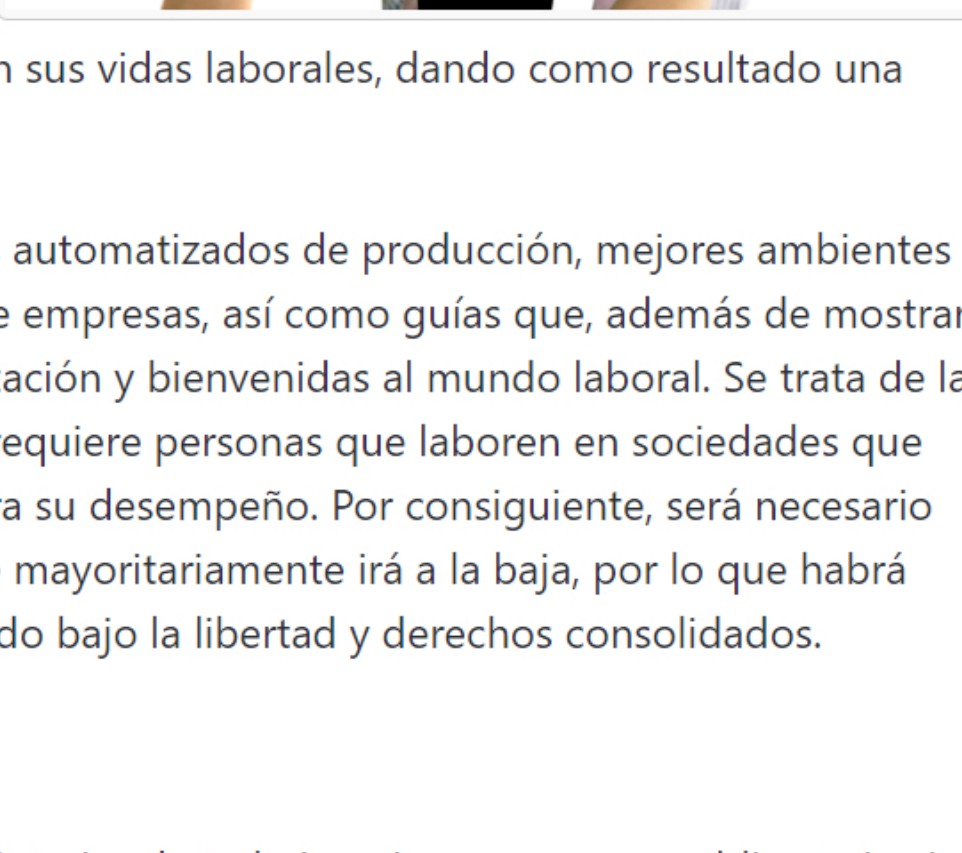 sus vidas laborales, dando como resultado una
automatizados de producción, mejores ambientes
empresas, así como guías que, además de mostrar
y bienvenidas al mundo laboral. Se trata de la
requiere personas que laboren en sociedades que
su desempeño. Por consiguiente, será necesario
mayoritariamente irá a la baja, por lo que habrá
bajo la libertad y derechos consolidados.